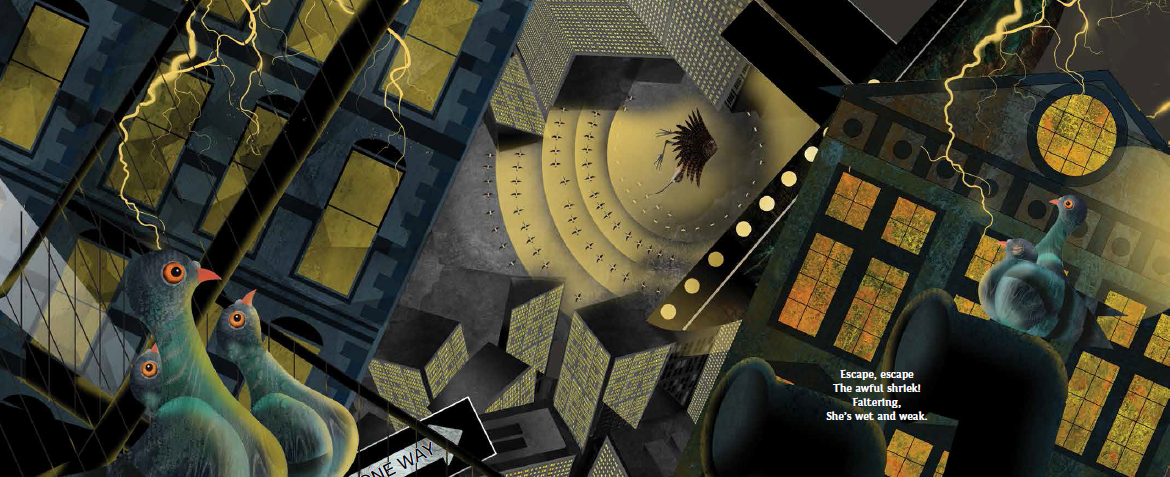 ONE WAY
Escape, escape
The awful shriek!
Faltering,
She's wet and weak.